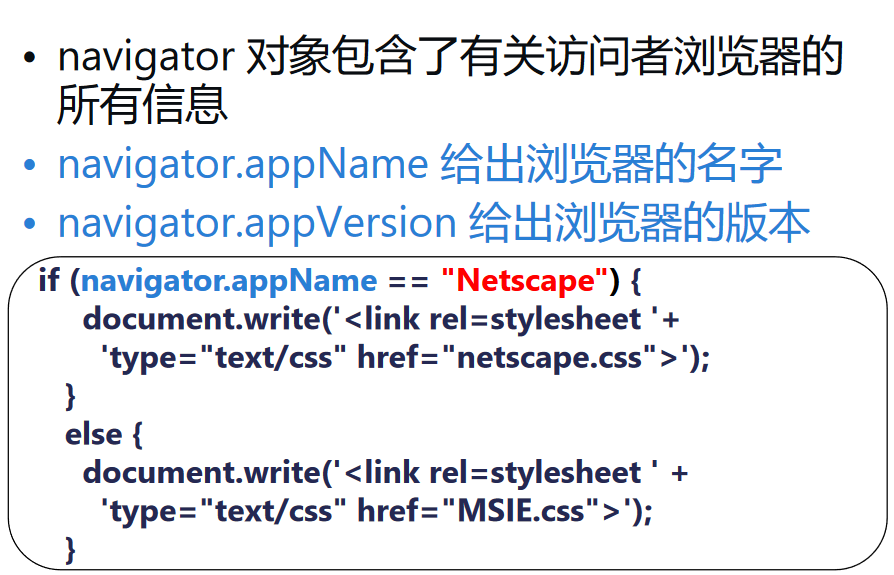 • navigator 对象包含了有关访问者浏览器的
所有信息
• navigator.appName 给出浏览器的名字
• navigator.appVersion 给出浏览器的版本
if (navigator.appName == "Netscape") {
document.write('<link rel=stylesheet '+
'type="text/css" href="netscape.css">');
}
else {
document.write('<link rel=stylesheet ' +
'type="text/css" href="MSIE.css">');
}